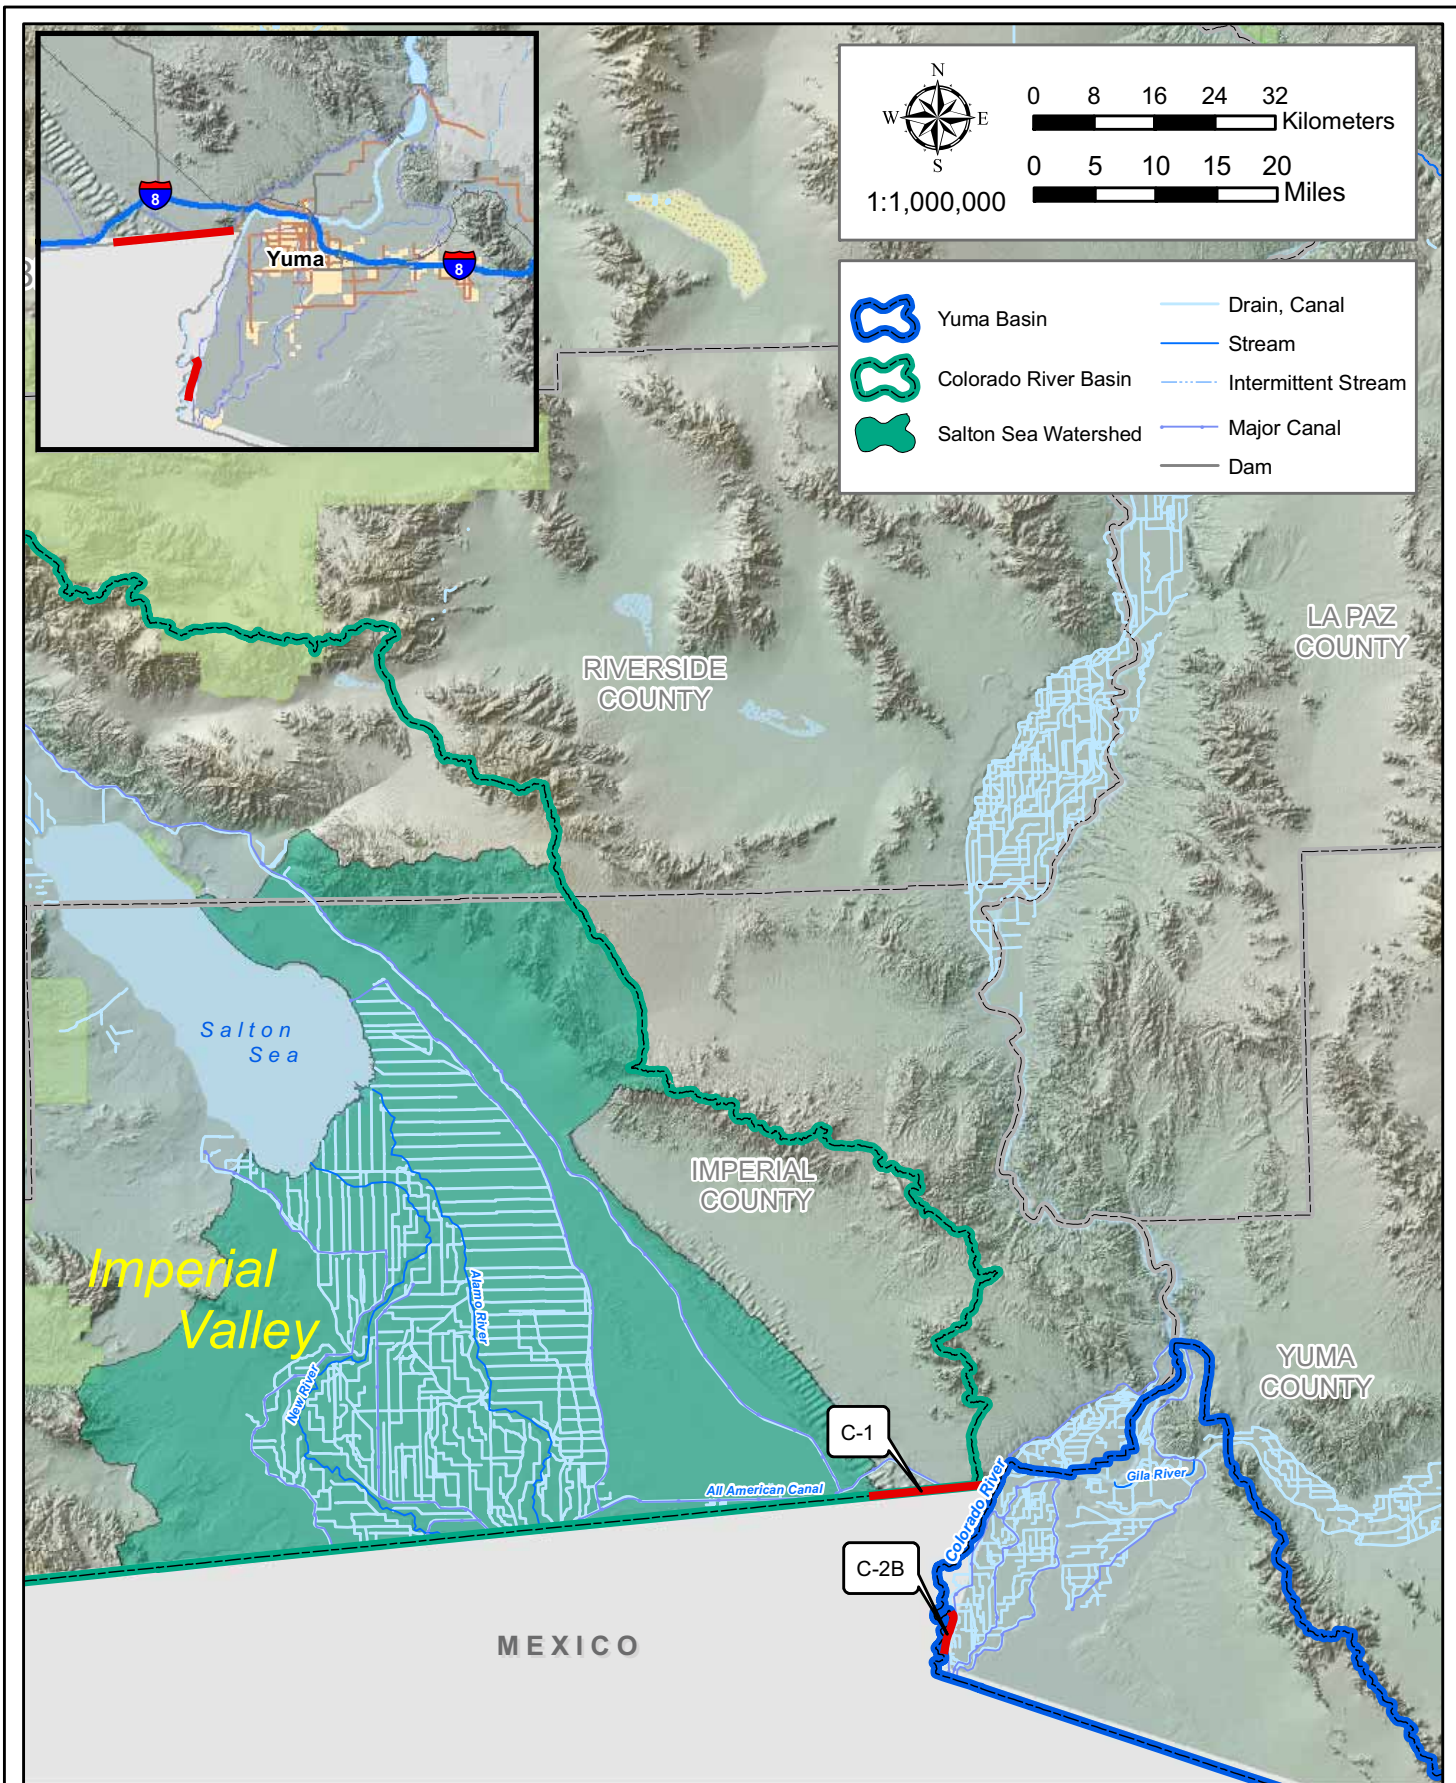 8
8
Yuma
N
W
E
S
1:1,000,000
0 8 16 24 32
Kilometers
0 5 10 15 20
Miles
Yuma Basin
Colorado River Basin
Salton Sea Watershed
Drain, Canal
Stream
Intermittent Stream
Major Canal
Dam
LA PAZ
COUNTY
RIVERSIDE
COUNTY
Salton
Sea
IMPERIAL
COUNTY
Imperial
Valley
Alamo River
New River
YUMA
COUNTY
C-1
All American Canal
Colorado River
Gila River
C-2B
MEXICO